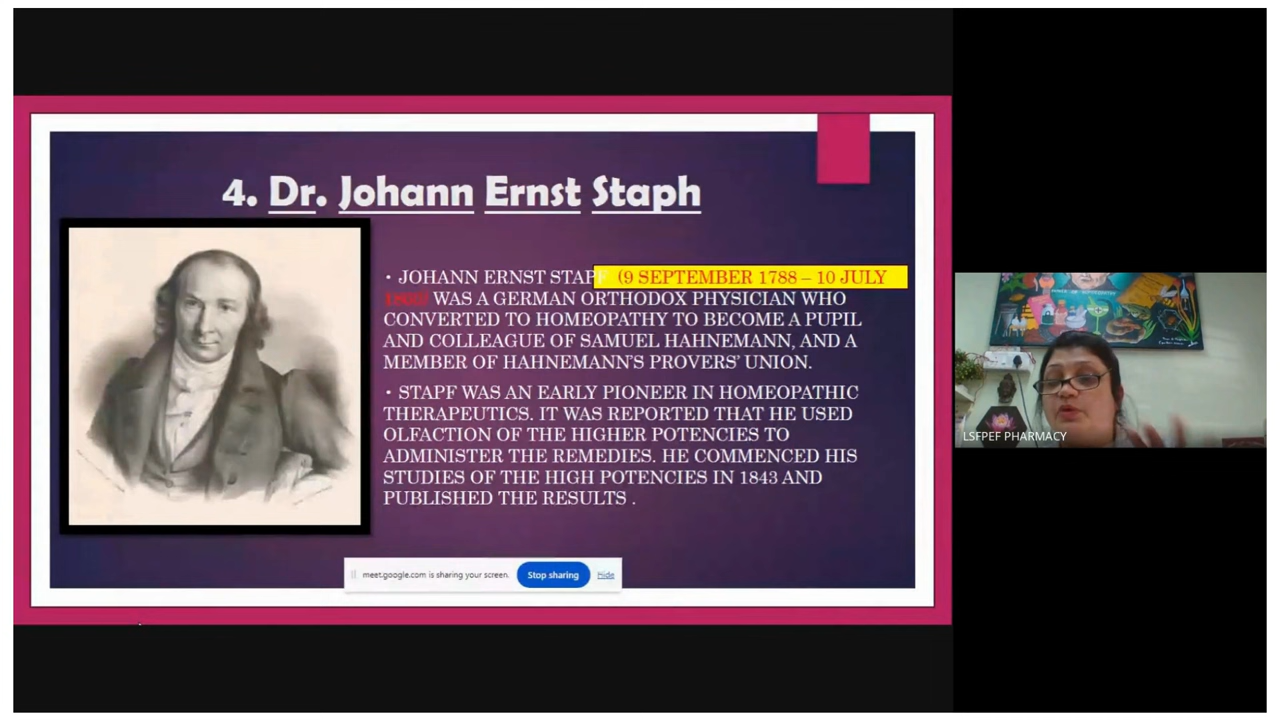 4. Dr. Johann Ernst Staph
• JOHANN ERNST STAPF (9 SEPTEMBER 1788 – 10 JULY
WAS A GERMAN ORTHODOX PHYSICIAN WHO
CONVERTED TO HOMEOPATHY TO BECOME A PUPIL
AND COLLEAGUE OF SAMUEL HAHNEMANN, AND A
MEMBER OF HAHNEMANN'S PROVERS' UNION.
• STAPF WAS AN EARLY PIONEER IN HOMEOPATHIC
THERAPEUTICS. IT WAS REPORTED THAT HE USED
OLFACTION OF THE HIGHER POTENCIES TO
ADMINISTER THE REMEDIES. HE COMMENCED HIS
STUDIES OF THE HIGH POTENCIES IN 1843 AND
PUBLISHED THE RESULTS .
meet.google.com is sharing your screen. Stop sharing Hide
LSFPEF PHARMACY